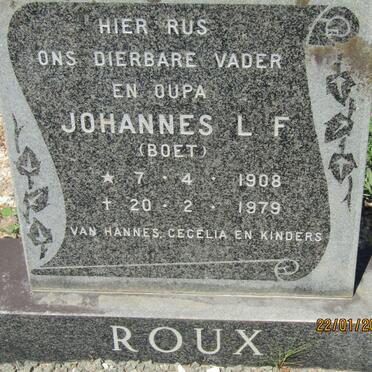 HIER RUS
ONS DIERBARE VADER
EN OUPA
JOHANNES L F
(BOET)
★ 7 · 4 · 1908
✝ 20 · 2 · 1979
VAN HANNES, CECELIA EN KINDERS
ROUX
22/01/20